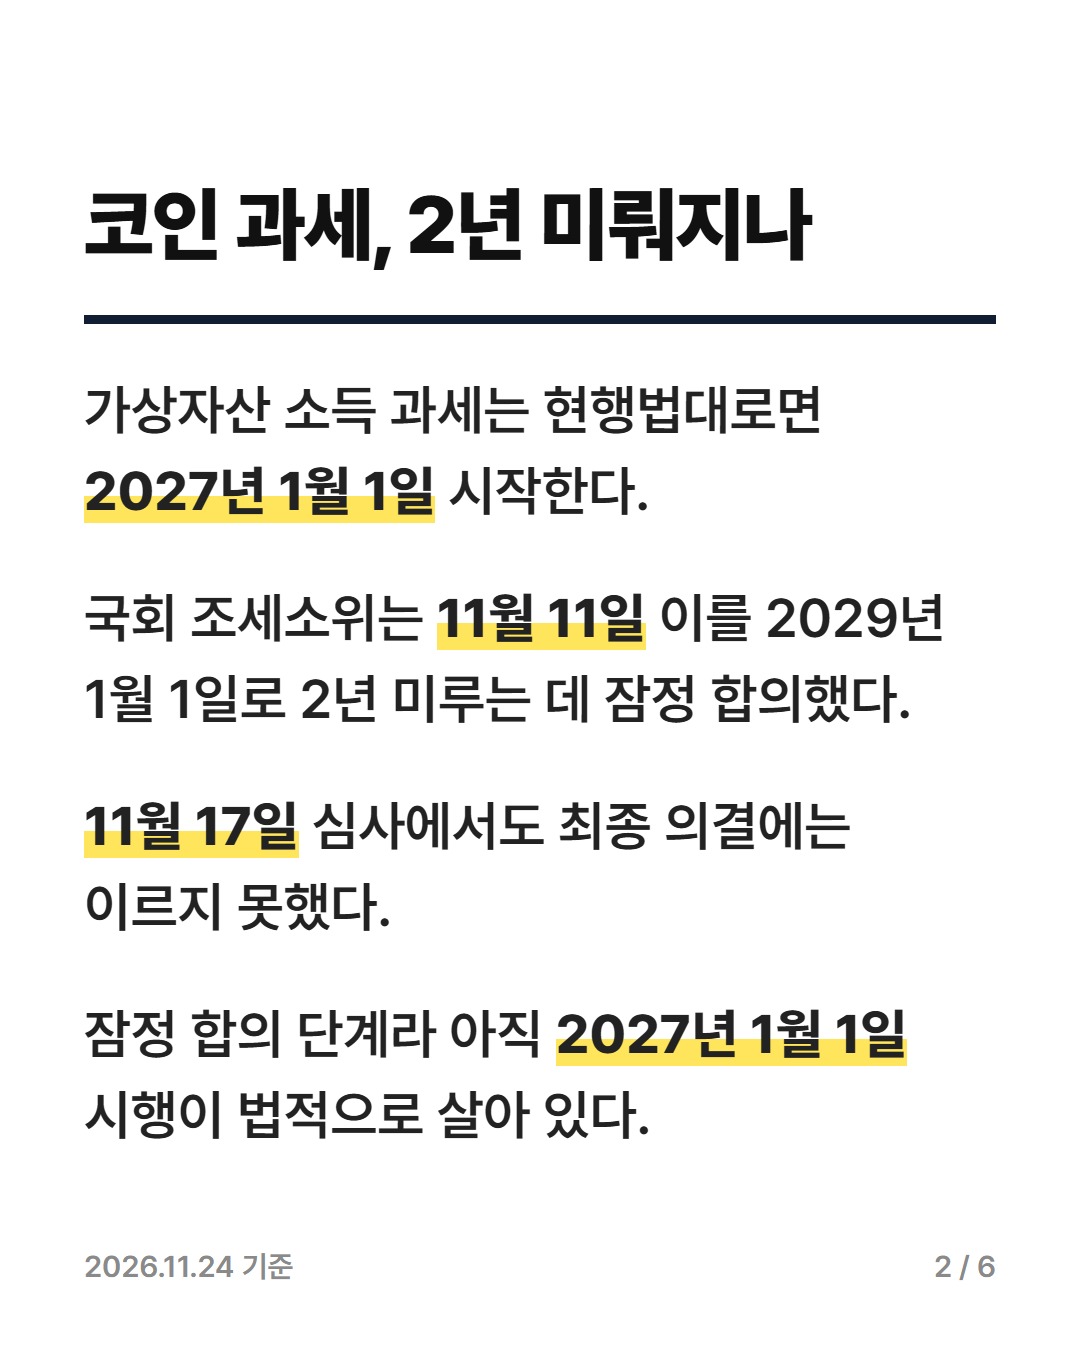 코인 과세, 2년 미뤄지나
가상자산 소득 과세는 현행법대로면
2027년 1월 1일 시작한다.
국회 조세소위는 11월 11일 이를 2029년
1월 1일로 2년 미루는 데 잠정 합의했다.
11월 17일 심사에서도 최종 의결에는
이르지 못했다.
잠정 합의 단계라 아직 2027년 1월 1일
시행이 법적으로 살아 있다.
2026.11.24 기준
2 / 6